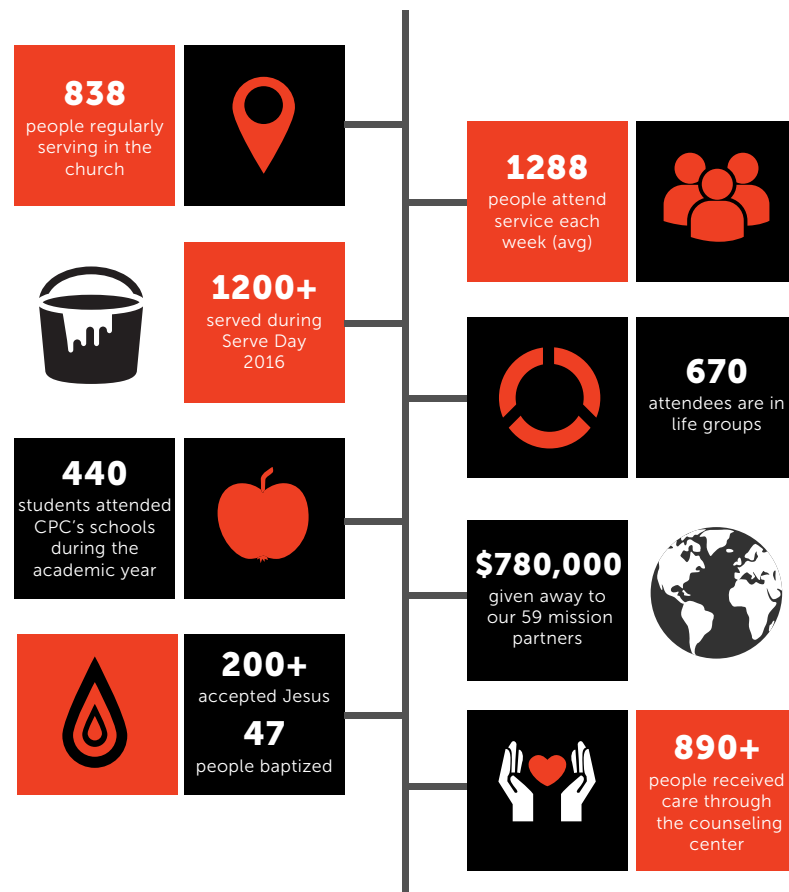 838
people regularly
serving in the
church
1288
people attend
service each
week (avg)
1200+
served during
Serve Day
2016
670
attendees are in
life groups
440
students attended
CPC's schools
during the
academic year
$780,000
given away to
our 59 mission
partners
200+
accepted Jesus
47
people baptized
890+
people received
care through
the counseling
center